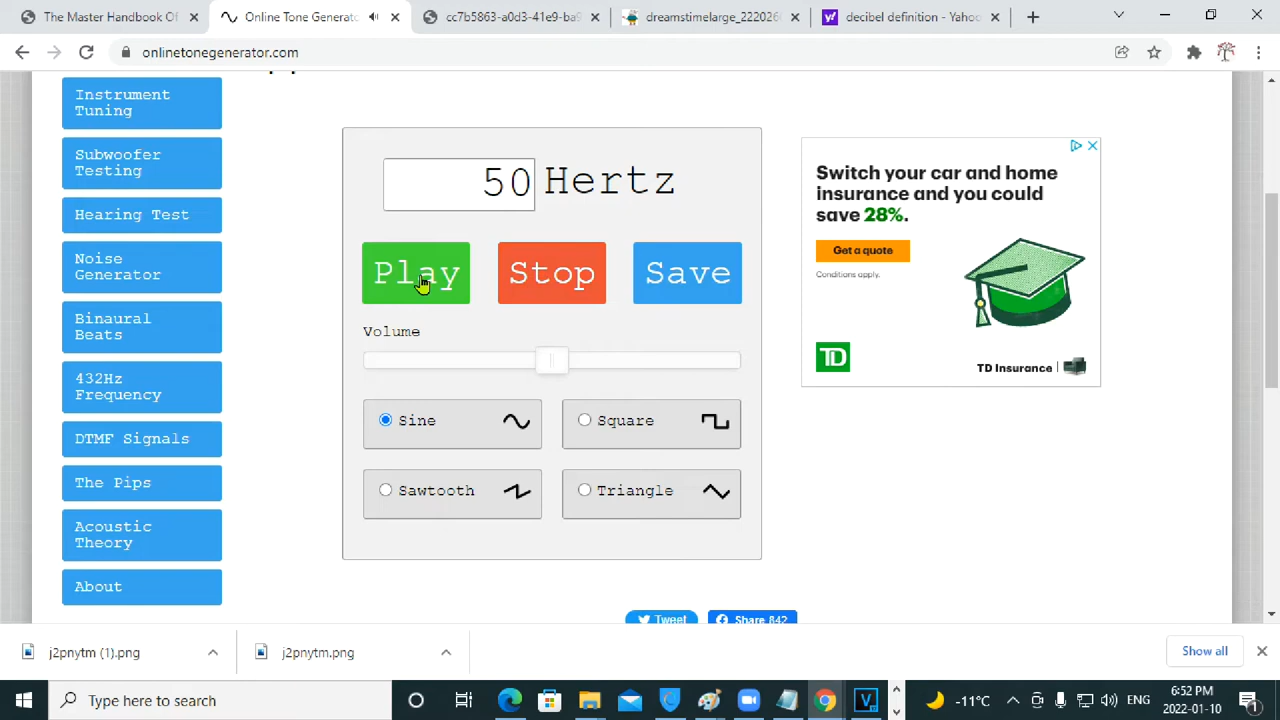 The Master Handbook Of
Online Tone Generator
cc7b5863-a0d3-41e9-
dreamstimelarge_222026
decibel definition - Yahoo
onlinetonegenerator.com
Instrument
Tuning
Subwoofer
Testing
Hearing Test
Noise
Generator
Binaural
Beats
432Hz
Frequency
DTMF Signals
The Pips
Acoustic
Theory
About
50 Hertz
Play
Stop
Save
Volume
Sine
Square
Sawtooth
Triangle
Switch your car and home
insurance and you could
save 28%.
Get a quote
Conditions apply.
TD
TD Insurance
Tweet
Share 842
j2pnytm (1).png
j2pnytm.png
Show all
Type here to search
-11°C
ENG
6:52 PM
2022-01-10